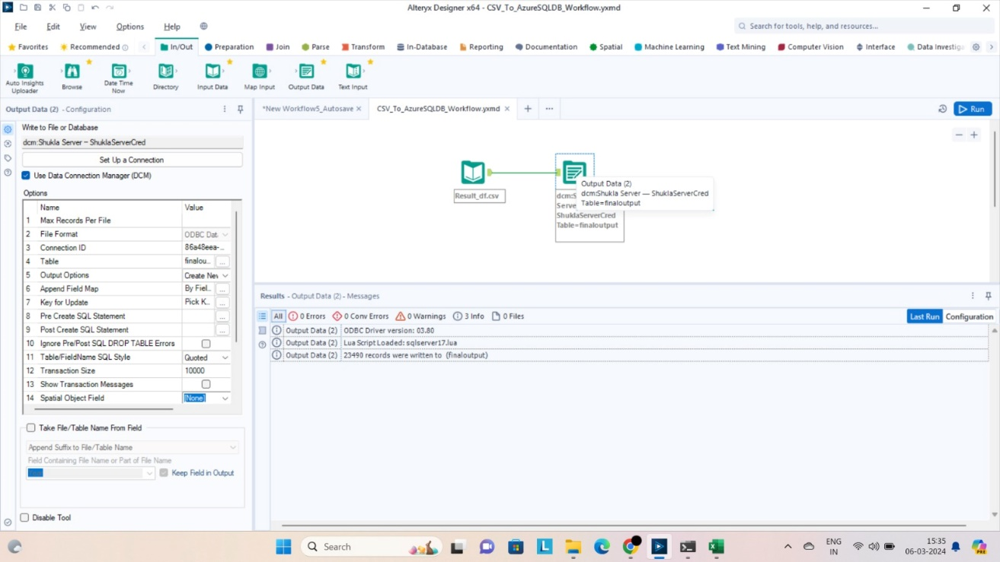 Alteryx Designer x64 - CSV_To_AzureSQLDB_Workflow.yxmd
File Edit View Options Help
Search for tools, help, and resources...
Favorites Recommended In/Out Preparation Join Parse Transform In-Database Reporting Documentation Spatial Machine Learning Text Mining Computer Vision Interface Data Investig
Auto Insights Uploader Browse Date Time Now Directory Input Data Map Input Output Data Text Input
Output Data (2) - Configuration
*New Workflow5_Autosave
CSV_To_AzureSQLDB_Workflow.yxmd
Run
Write to File or Database
dcm:Shukla Server – ShuklaServerCred
Set Up a Connection
Use Data Connection Manager (DCM)
Options
Name Value
1 Max Records Per File
2 File Format ODBC Dat
3 Connection ID 86a48eea-...
4 Table finalou... ...
5 Output Options Create Nev
6 Append Field Map By Fiel... ...
7 Key for Update Pick K... ...
8 Pre Create SQL Statement ...
9 Post Create SQL Statement ...
10 Ignore Pre/Post SQL DROP TABLE Errors
11 Table/FieldName SQL Style Quoted
12 Transaction Size 10000
13 Show Transaction Messages
14 Spatial Object Field [None]
Take File/Table Name From Field
Append Suffix to File/Table Name
Field Containing File Name or Part of File Name
Keep Field in Output
Disable Tool
Result_df.csv
dcm:S
Serve
ShuklaServerCred
Table=finaloutput
Output Data (2)
dcm:Shukla Server — ShuklaServerCred
Table=finaloutput
Results - Output Data (2) - Messages
All 0 Errors 0 Conv Errors 0 Warnings 3 Info 0 Files
Last Run Configuration
Output Data (2) ODBC Driver version: 03.80
Output Data (2) Lua Script Loaded: sqlserver17.lua
Output Data (2) 23490 records were written to (finaloutput)
Search
L
ENG
IN
15:35
06-03-2024
PRE